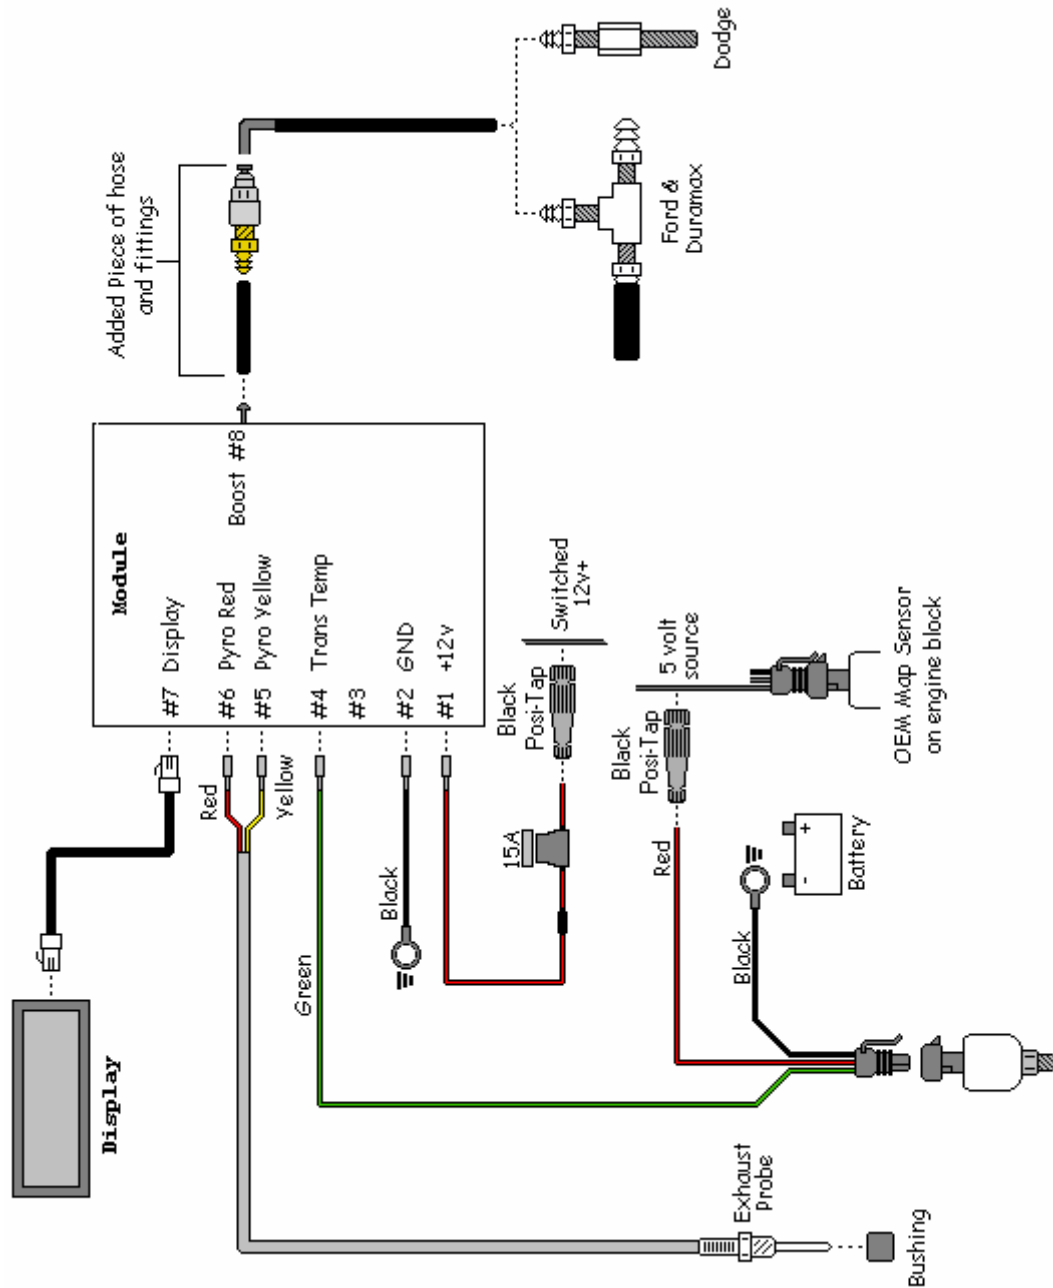 Display
Module
#7 Display
#6 Pyro Red
#5 Pyro Yellow
#4 Trans Temp
#3
#2 GND
#1 +12v
Boost #8
Added piece of hose
and fittings
Dodge
Ford &
Duramax
Red
Yellow
Green
Black
15A
Black
Posi-Tap
Switched
12v+
Red
Black
Posi-Tap
5 volt
source
OEM Map Sensor
on engine block
Black
- +
Battery
Exhaust
Probe
Bushing